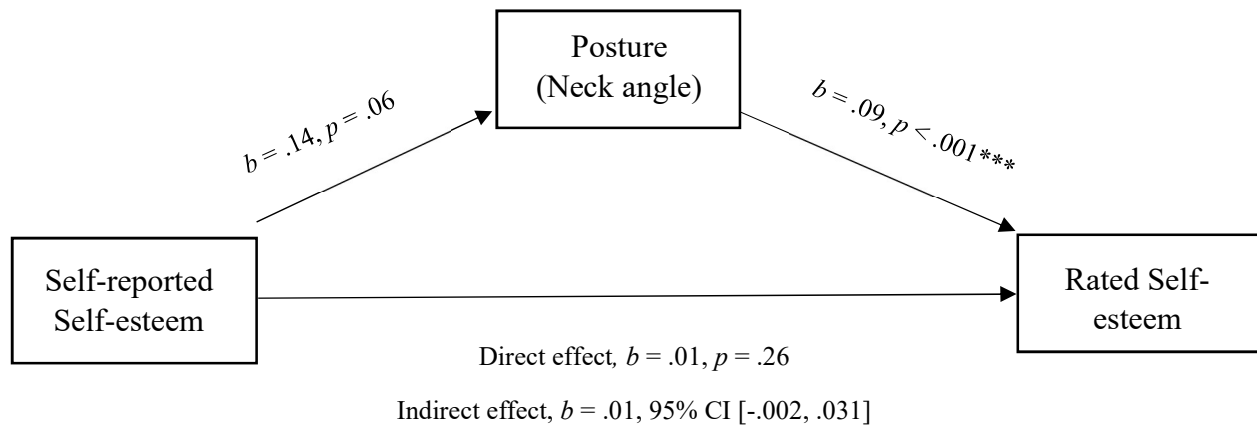 Posture
(Neck angle)
b = .14, p = .06
b = .09, p < .001***
Self-reported
Self-esteem
Rated Self-
esteem
Direct effect, b = .01, p = .26
Indirect effect, b = .01, 95% CI [-.002, .031]